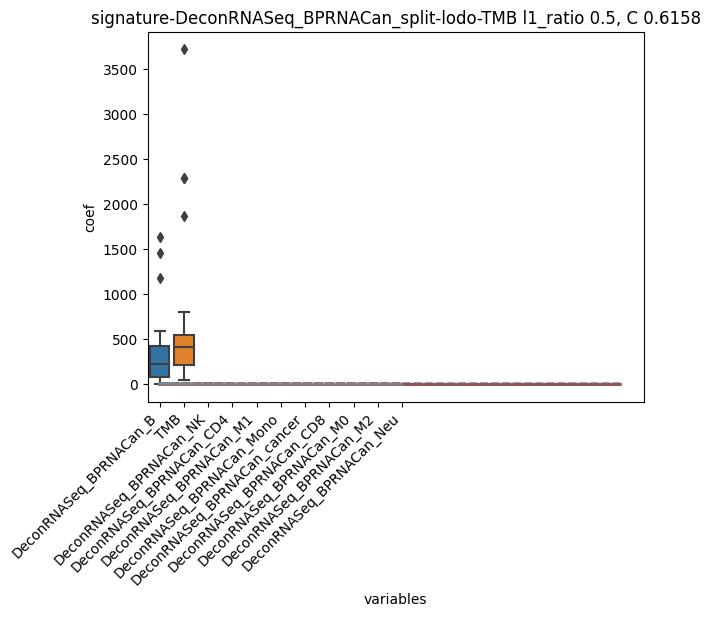 signature-DeconRNASeq_BPRNACan_split-lodo-TMB l1_ratio 0.5, C 0.6158
coef
3500
3000
2500
2000
1500
1000
500
0
DeconRNASeq_BPRNACan_B
TMB
DeconRNASeq_BPRNACan_NK
DeconRNASeq_BPRNACan_CD4
DeconRNASeq_BPRNACan_M1
DeconRNASeq_BPRNACan_Mono
DeconRNASeq_BPRNACan_cancer
DeconRNASeq_BPRNACan_CD8
DeconRNASeq_BPRNACan_M0
DeconRNASeq_BPRNACan_M2
DeconRNASeq_BPRNACan_Neu
variables